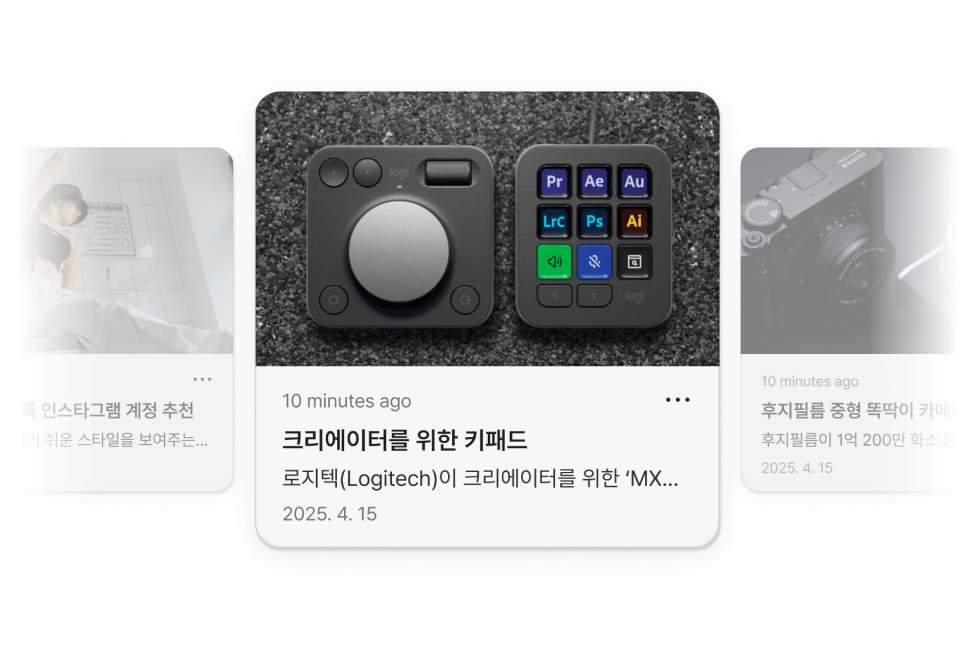 인스타그램 계정 추천
쉬운 스타일을 보여주는...
logi
Pr Ae Au
LrC Ps Ai
logi
10 minutes ago
크리에이터를 위한 키패드
로지텍(Logitech)이 크리에이터를 위한 ‘MX...
2025. 4. 15
10 minutes ago
후지필름 중형 똑딱이 카메
후지필름이 1억 200만 화소
2025. 4. 15